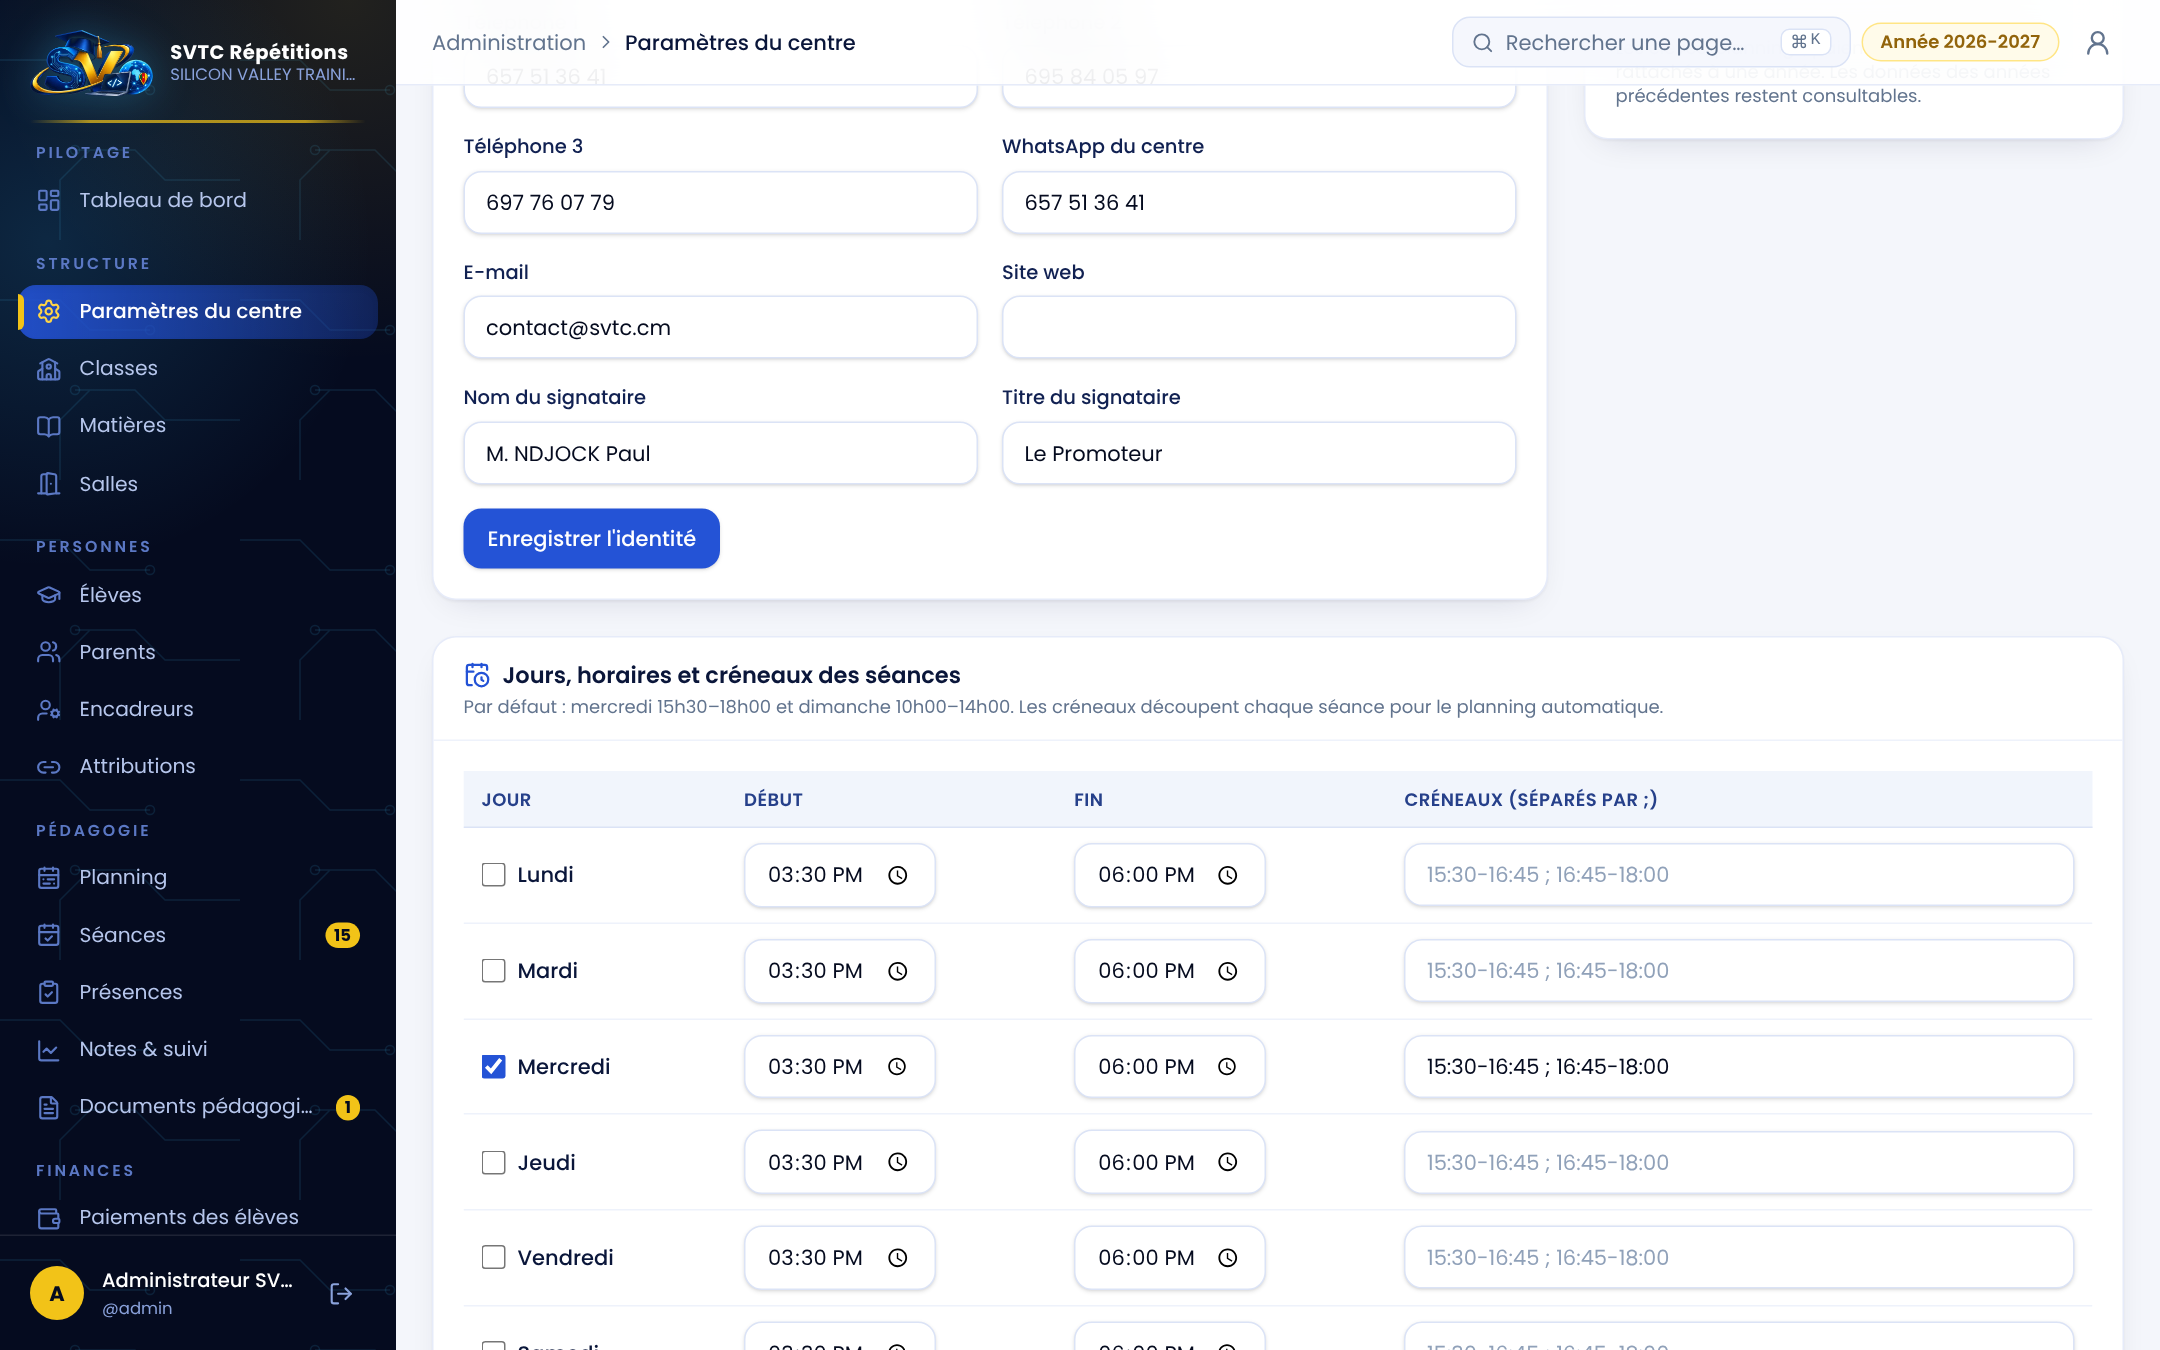 SVTC Répétitions
SILICON VALLEY TRAINI...
PILOTAGE
Tableau de bord
STRUCTURE
Paramètres du centre
Classes
Matières
Salles
PERSONNES
Élèves
Parents
Encadreurs
Attributions
PÉDAGOGIE
Planning
Séances
15
Présences
Notes & suivi
Documents pédagogi...
1
FINANCES
Paiements des élèves
A
Administrateur SV...
@admin
Administration > Paramètres du centre
Rechercher une page...
⌘ K
Année 2026-2027
657 51 36 41
695 84 05 97
rattachés à une année. Les données des années
précédentes restent consultables.
Téléphone 3
WhatsApp du centre
697 76 07 79
657 51 36 41
E-mail
Site web
contact@svtc.cm
Nom du signataire
Titre du signataire
M. NDJOCK Paul
Le Promoteur
Enregistrer l'identité
Jours, horaires et créneaux des séances
Par défaut : mercredi 15h30–18h00 et dimanche 10h00–14h00. Les créneaux découpent chaque séance pour le planning automatique.
JOUR DÉBUT FIN CRÉNEAUX (SÉPARÉS PAR ;)
Lundi 03:30 PM 06:00 PM 15:30-16:45 ; 16:45-18:00
Mardi 03:30 PM 06:00 PM 15:30-16:45 ; 16:45-18:00
Mercredi 03:30 PM 06:00 PM 15:30-16:45 ; 16:45-18:00
Jeudi 03:30 PM 06:00 PM 15:30-16:45 ; 16:45-18:00
Vendredi 03:30 PM 06:00 PM 15:30-16:45 ; 16:45-18:00